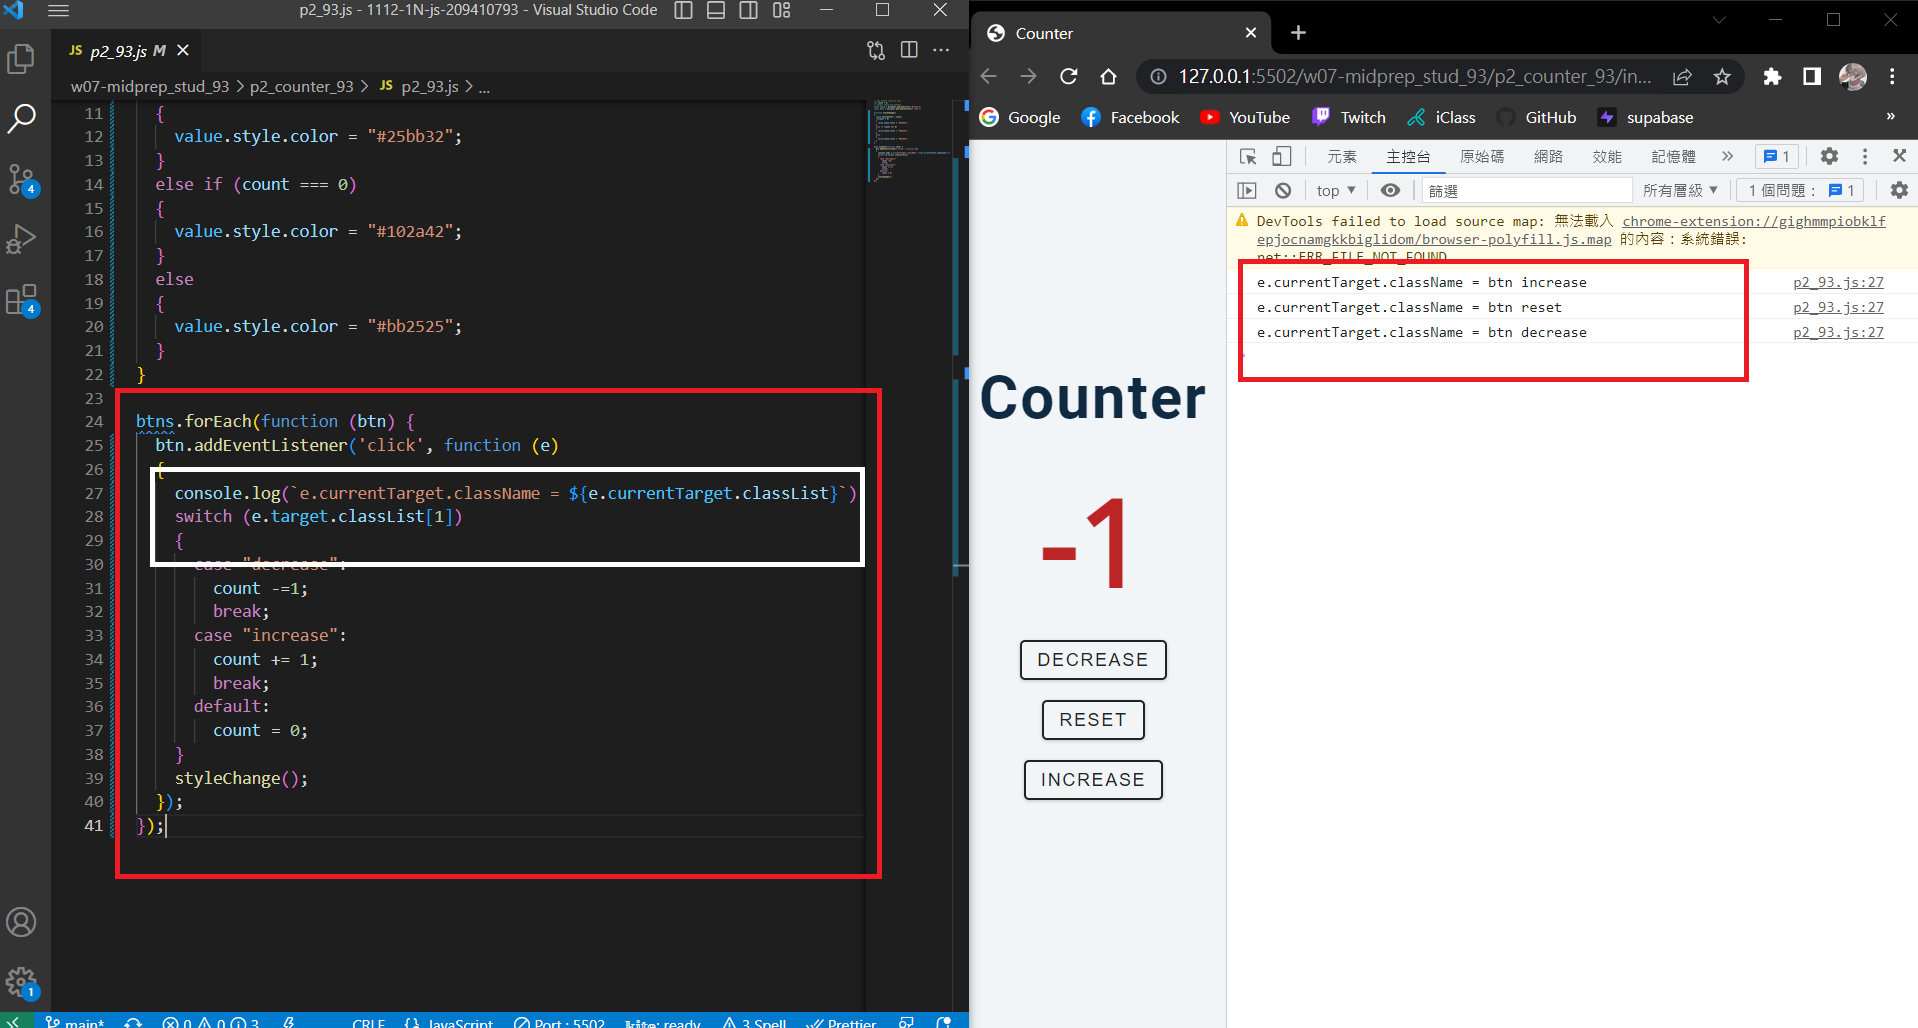 p2_93.js - 1112-1N-js-209410793 - Visual Studio Code
JS p2_93.js M
w07-midprep_stud_93 > p2_counter_93 > JS p2_93.js > ...
11 {
12 value.style.color = "#25bb32";
13 }
14 else if (count === 0)
15 {
16 value.style.color = "#102a42";
17 }
18 else
19 {
20 value.style.color = "#bb2525";
21 }
22 }
23
24 btns.forEach(function (btn) {
25 btn.addEventListener('click', function (e)
26 {
27 console.log(`e.currentTarget.className = ${e.currentTarget.classList}`)
28 switch (e.target.classList[1])
29 {
30 case "decrease":
31 count -=1;
32 break;
33 case "increase":
34 count += 1;
35 break;
36 default:
37 count = 0;
38 }
39 styleChange();
40 });
41 });
4
4
1
main* 0 0 3 CRLF {} JavaScript Port : 5502 kite: ready 3 Spell Prettier
Counter
127.0.0.1:5502/w07-midprep_stud_93/p2_counter_93/in...
Google Facebook YouTube Twitch iClass GitHub supabase »
元素 主控台 原始碼 網路 效能 記憶體 » 1
top ▼ 篩選 所有層級 ▼ 1 個問題： 1
DevTools failed to load source map: 無法載入 chrome-extension://gighmmpiobklf
epjocnamgkkbiglidom/browser-polyfill.js.map 的內容：系統錯誤:
net::ERR_FILE_NOT_FOUND
e.currentTarget.className = btn increase p2_93.js:27
e.currentTarget.className = btn reset p2_93.js:27
e.currentTarget.className = btn decrease p2_93.js:27
Counter
-1
DECREASE
RESET
INCREASE